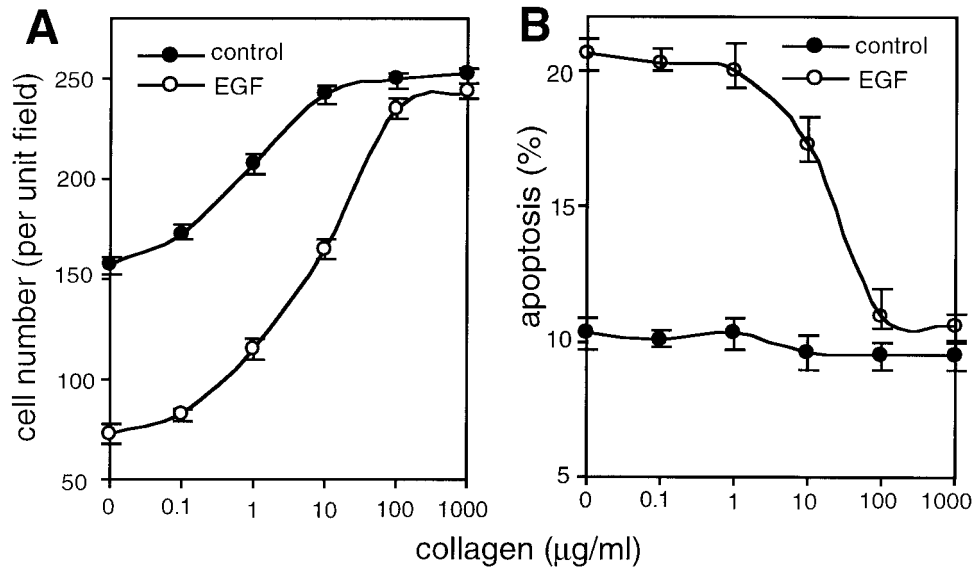 A
control
EGF
cell number (per unit field)
250
200
150
100
50
0 0.1 1 10 100 1000
B
control
EGF
apoptosis (%)
20
15
10
5
0 0.1 1 10 100 1000
collagen (μg/ml)